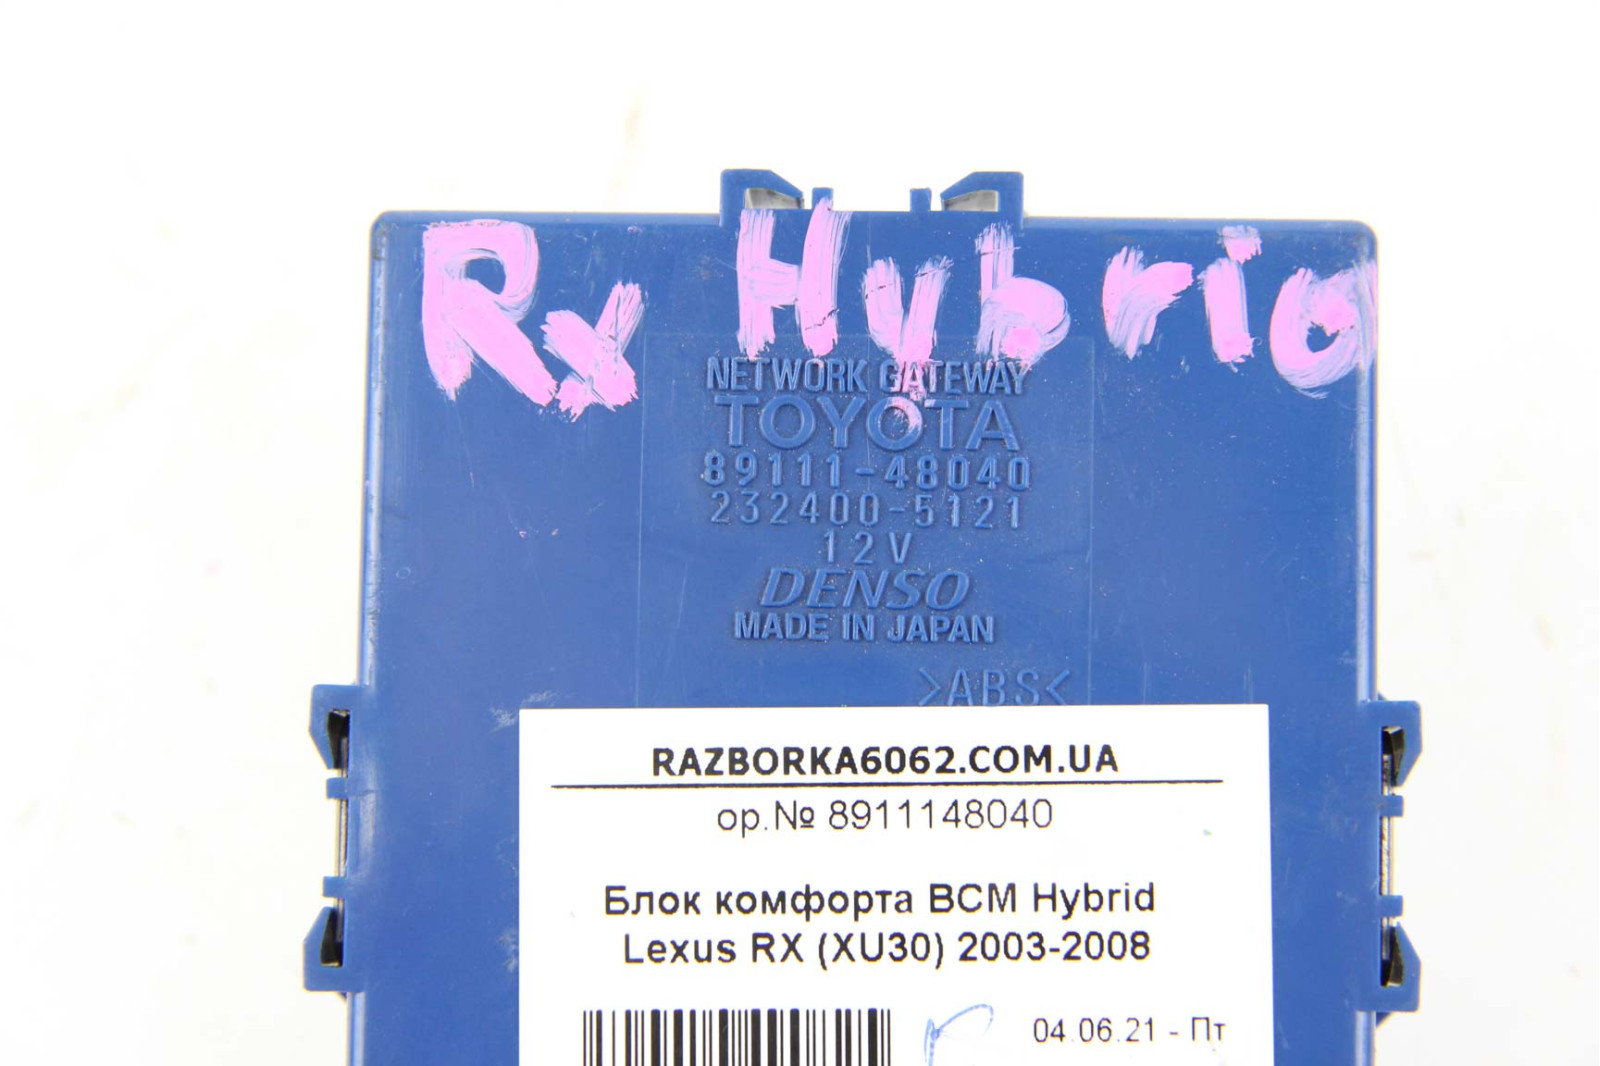 Rx Hybrid
NETWORK GATEWAY
TOYOTA
89111-48040
232400-5121
12V
DENSO
MADE IN JAPAN
>ABS<
RAZBORKA6062.COM.UA
ор.№ 8911148040
Блок комфорта BCM Hybrid
Lexus RX (XU30) 2003-2008
04.06.21 - Пт